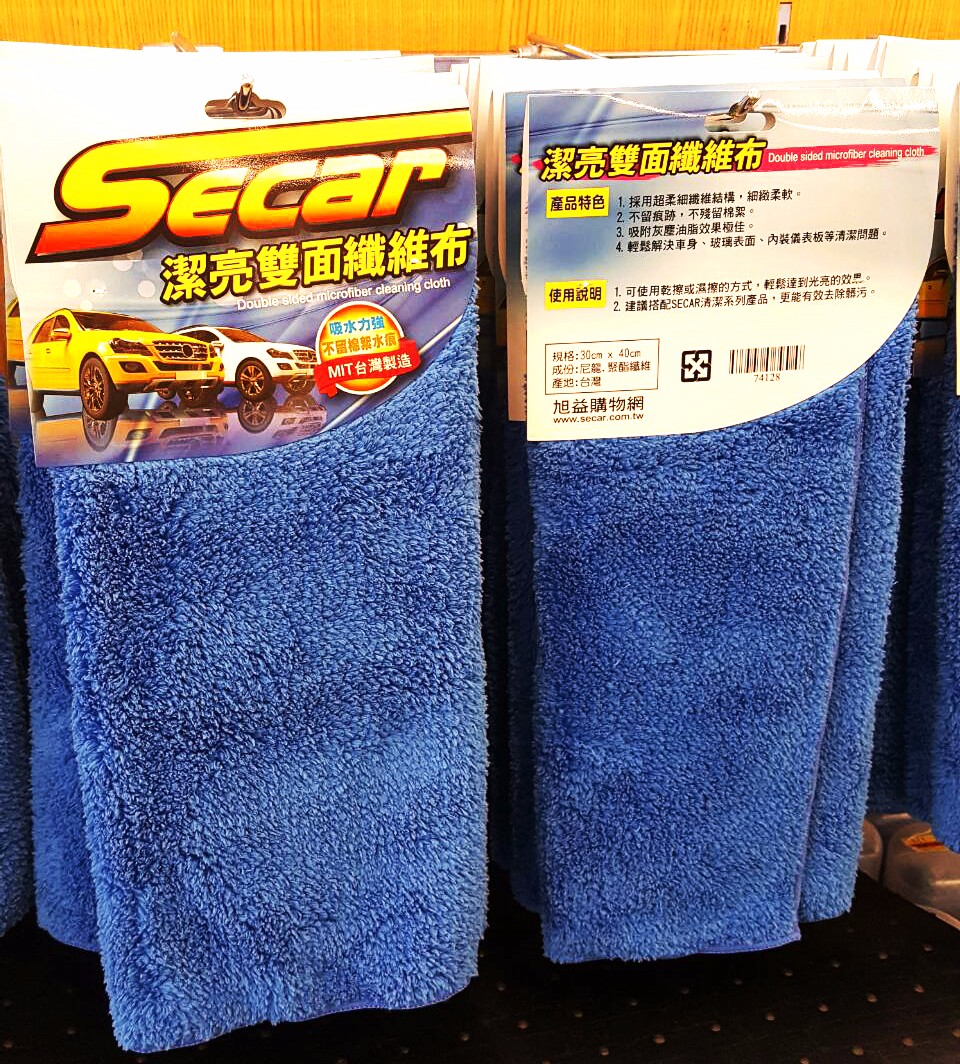 Secar
潔亮雙面纖維布
Double sided microfiber cleaning cloth
吸水力強
不留棉絮水痕
MIT台灣製造
潔亮雙面纖維布 Double sided microfiber cleaning cloth
產品特色
1. 採用超柔細纖維結構，細緻柔軟。
2. 不留痕跡，不殘留棉絮。
3. 吸附灰塵油脂效果極佳。
4. 輕鬆解決車身、玻璃表面、內裝儀表板等清潔問題。
使用說明
1. 可使用乾擦或濕擦的方式，輕鬆達到光亮的效果。
2. 建議搭配SECAR清潔系列產品，更能有效去除髒污。
規格:30cm x 40cm
成份:尼龍.聚酯纖維
產地:台灣
74128
旭益購物網
www.secar.com.tw